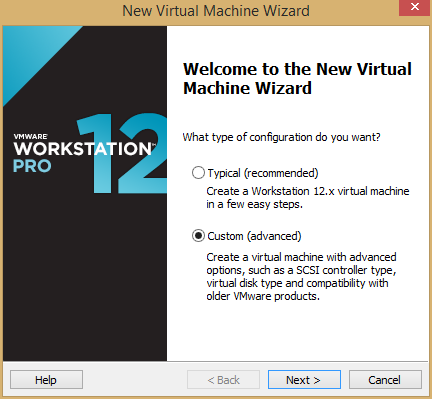 New Virtual Machine Wizard
VMWARE
WORKSTATION™
PRO
12
Welcome to the New Virtual
Machine Wizard
What type of configuration do you want?
Typical (recommended)
Create a Workstation 12.x virtual machine
in a few easy steps.
Custom (advanced)
Create a virtual machine with advanced
options, such as a SCSI controller type,
virtual disk type and compatibility with
older VMware products.
Help
< Back
Next >
Cancel